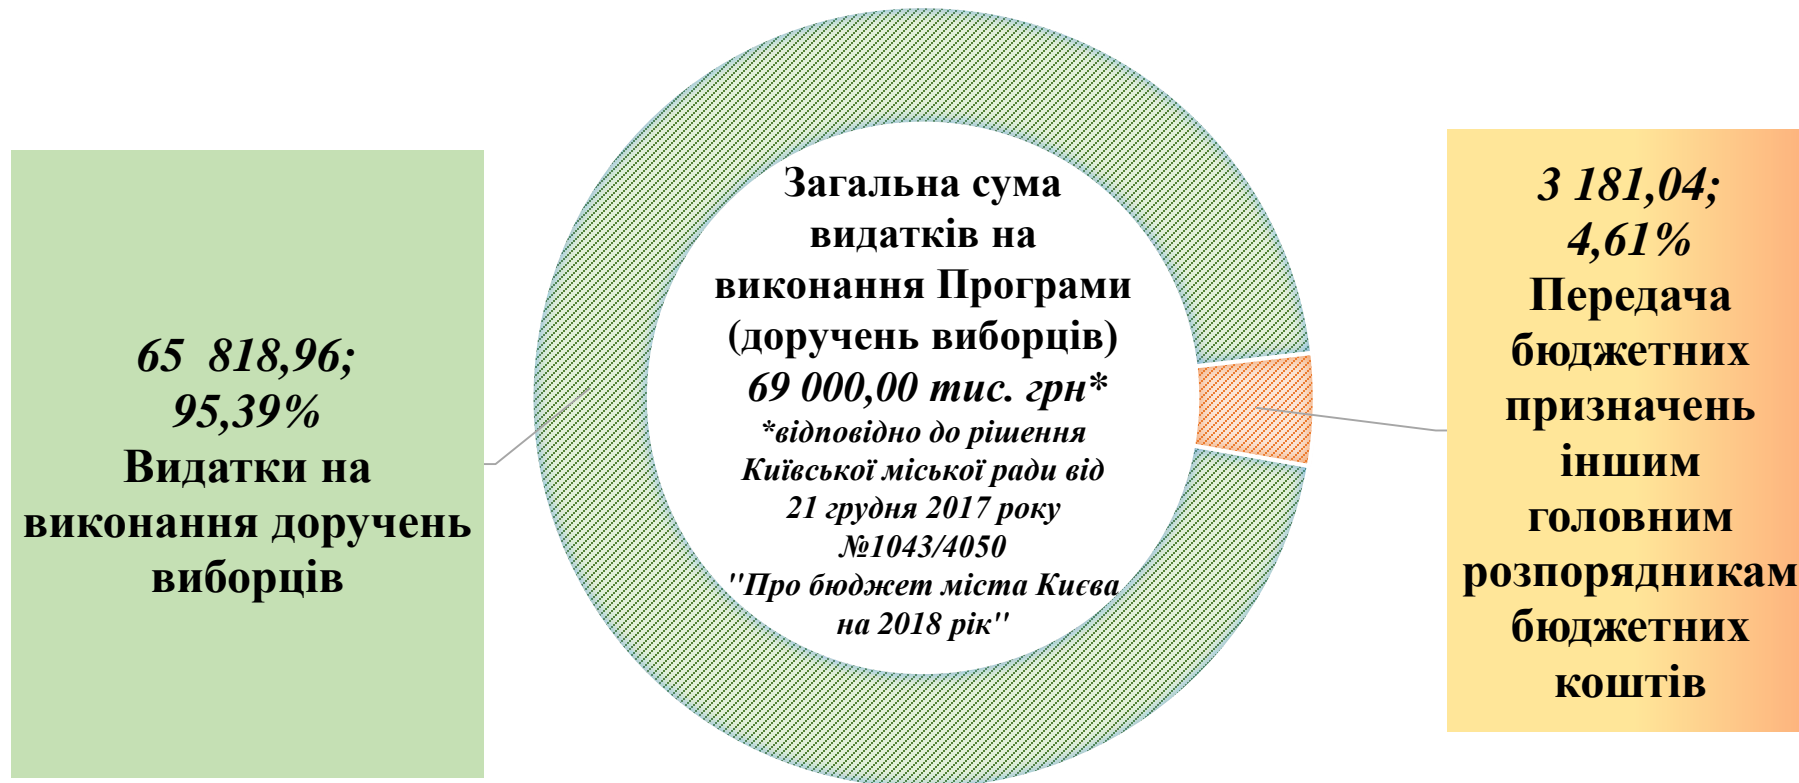 65 818,96;
95,39%
Видатки на
виконання доручень
виборців
Загальна сума
видатків на
виконання Програми
(доручень виборців)
69 000,00 тис. грн*
*відповідно до рішення
Київської міської ради від
21 грудня 2017 року
№1043/4050
"Про бюджет міста Києва
на 2018 рік"
3 181,04;
4,61%
Передача
бюджетних
призначень
іншим
головним
розпорядникам
бюджетних
коштів